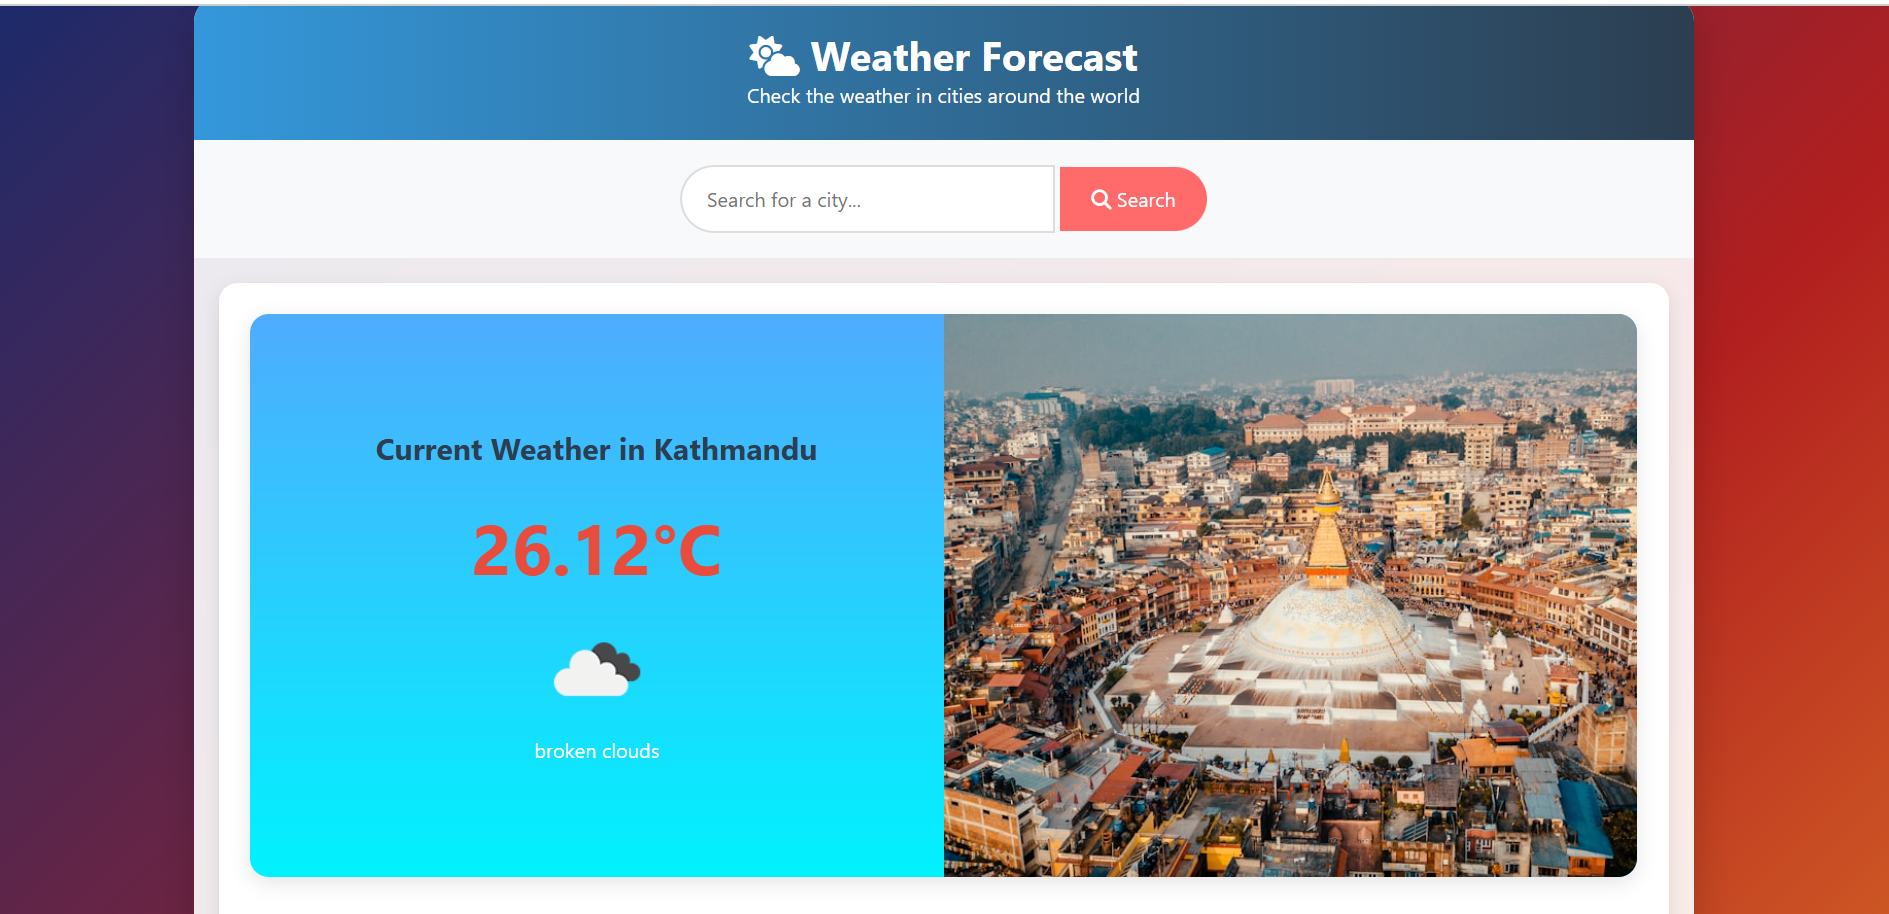 Weather Forecast
Check the weather in cities around the world
Search for a city...
Search
Current Weather in Kathmandu
26.12°C
broken clouds